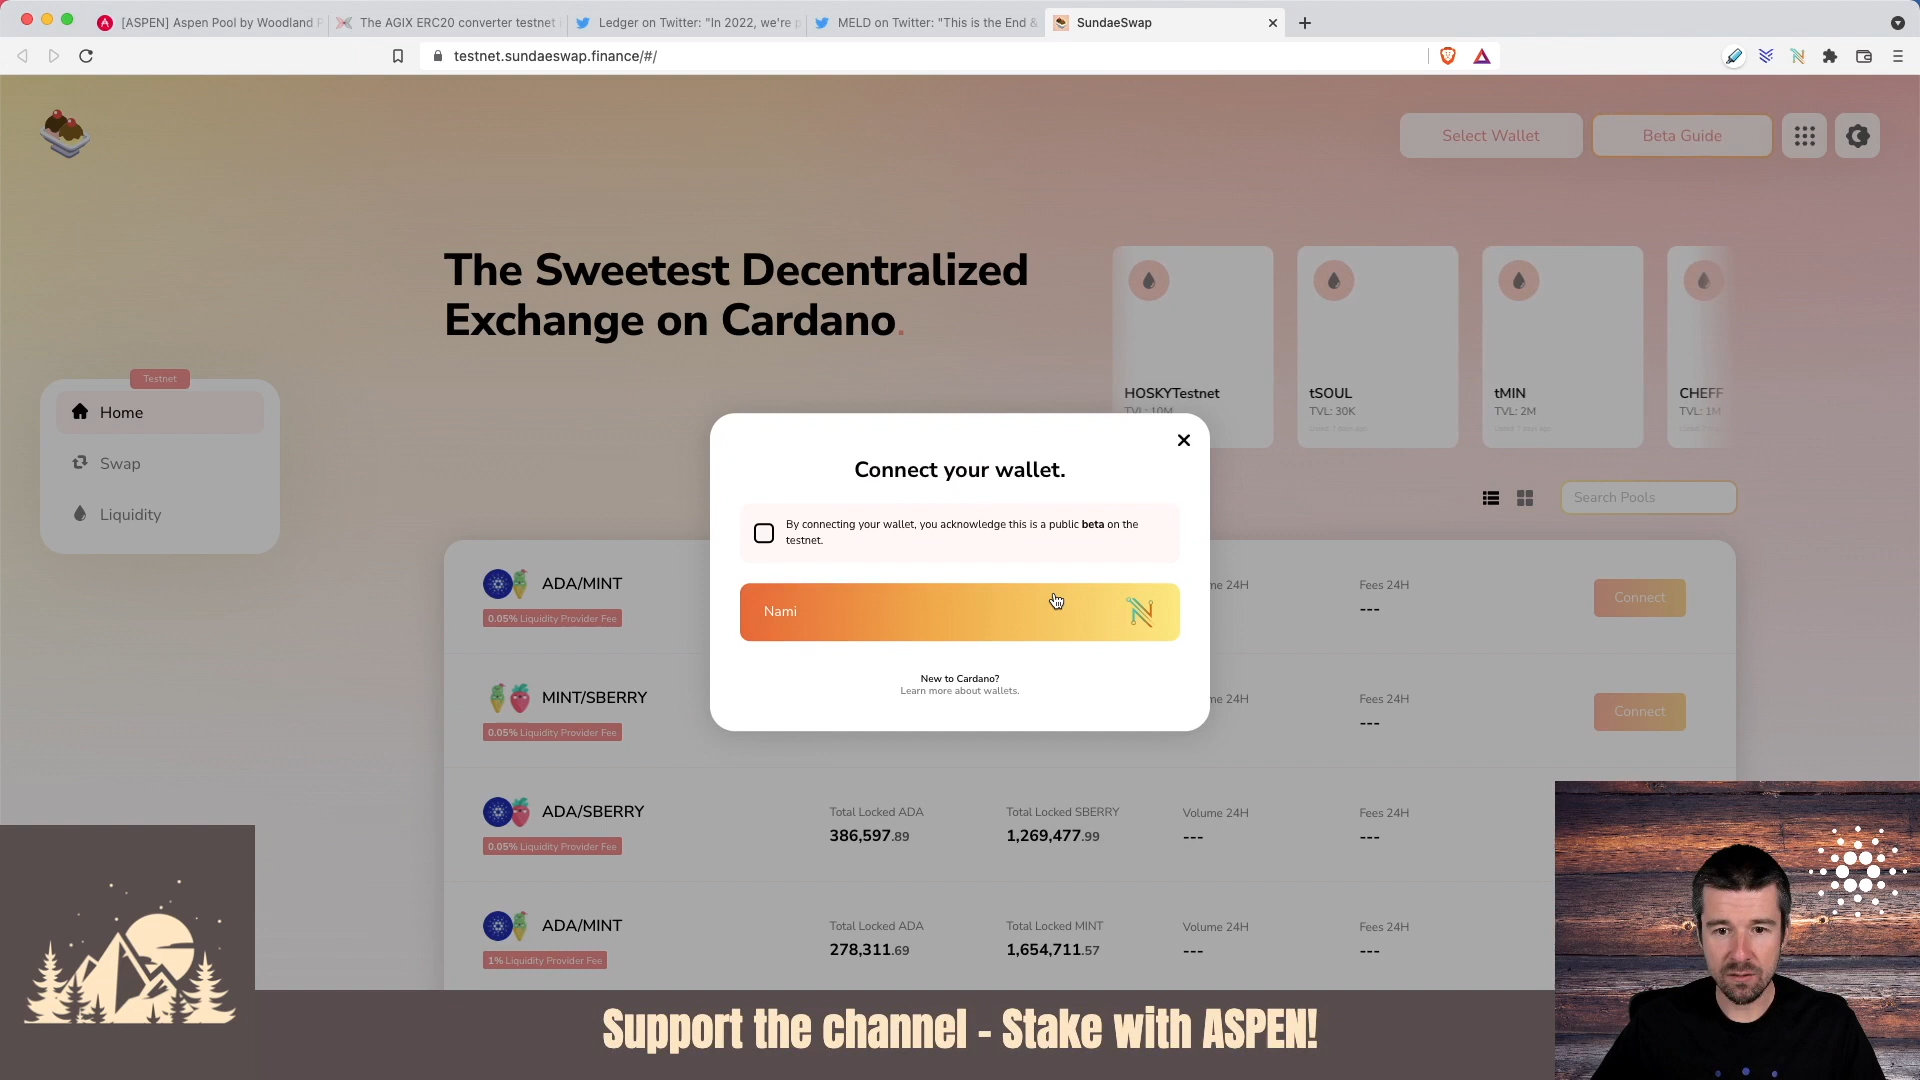 [ASPEN] Aspen Pool by Woodland P
The AGIX ERC20 converter testnet
Ledger on Twitter: "In 2022, we're p
MELD on Twitter: "This is the End &
SundaeSwap
testnet.sundaeswap.finance/#/
Select Wallet
Beta Guide
The Sweetest Decentralized
Exchange on Cardano.
HOSKYTestnet
TVL: 10M
tSOUL
TVL: 30K
tMIN
TVL: 2M
CHEFF
TVL: 1M
Testnet
Home
Swap
Liquidity
Search Pools
Connect your wallet.
By connecting your wallet, you acknowledge this is a public beta on the
testnet.
Nami
New to Cardano?
Learn more about wallets.
ADA/MINT
0.05% Liquidity Provider Fee
me 24H
Fees 24H
---
Connect
MINT/SBERRY
0.05% Liquidity Provider Fee
me 24H
Fees 24H
---
Connect
ADA/SBERRY
0.05% Liquidity Provider Fee
Total Locked ADA
386,597.89
Total Locked SBERRY
1,269,477.99
Volume 24H
---
Fees 24H
---
ADA/MINT
1% Liquidity Provider Fee
Total Locked ADA
278,311.69
Total Locked MINT
1,654,711.57
Volume 24H
---
Fees 24H
---
Support the channel - Stake with ASPEN!